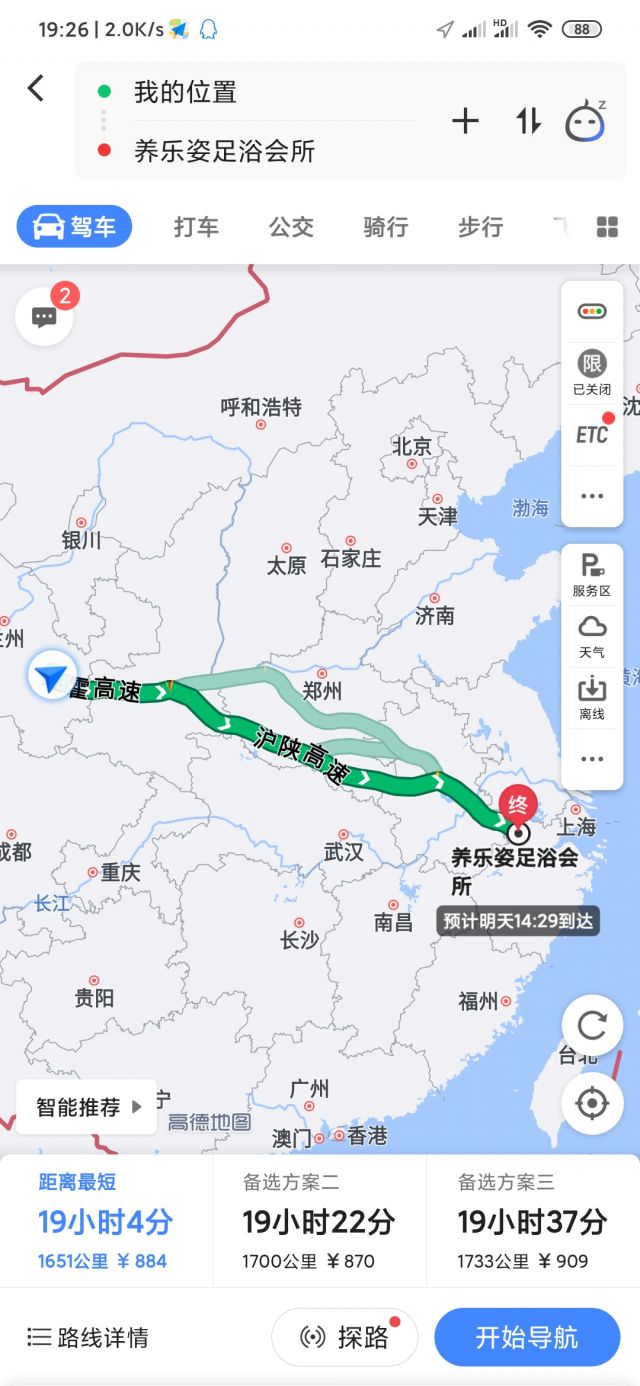 19:26 | 2.0K/s
HD
88
我的位置
养乐姿足浴会所
z
驾车
打车
公交
骑行
步行
2
限
已关闭
ETC
呼和浩特
北京
天津
渤海
银川
太原
石家庄
济南
服务区
天气
离线
霍高速
郑州
沪陕高速
终
上海
养乐姿足浴会
所
预计明天14:29到达
成都
重庆
武汉
长江
南昌
长沙
贵阳
福州
台北
智能推荐
高德地图
广州
澳门
香港
距离最短
19小时4分
1651公里 ¥ 884
备选方案二
19小时22分
1700公里 ¥ 870
备选方案三
19小时37分
1733公里 ¥ 909
路线详情
探路
开始导航